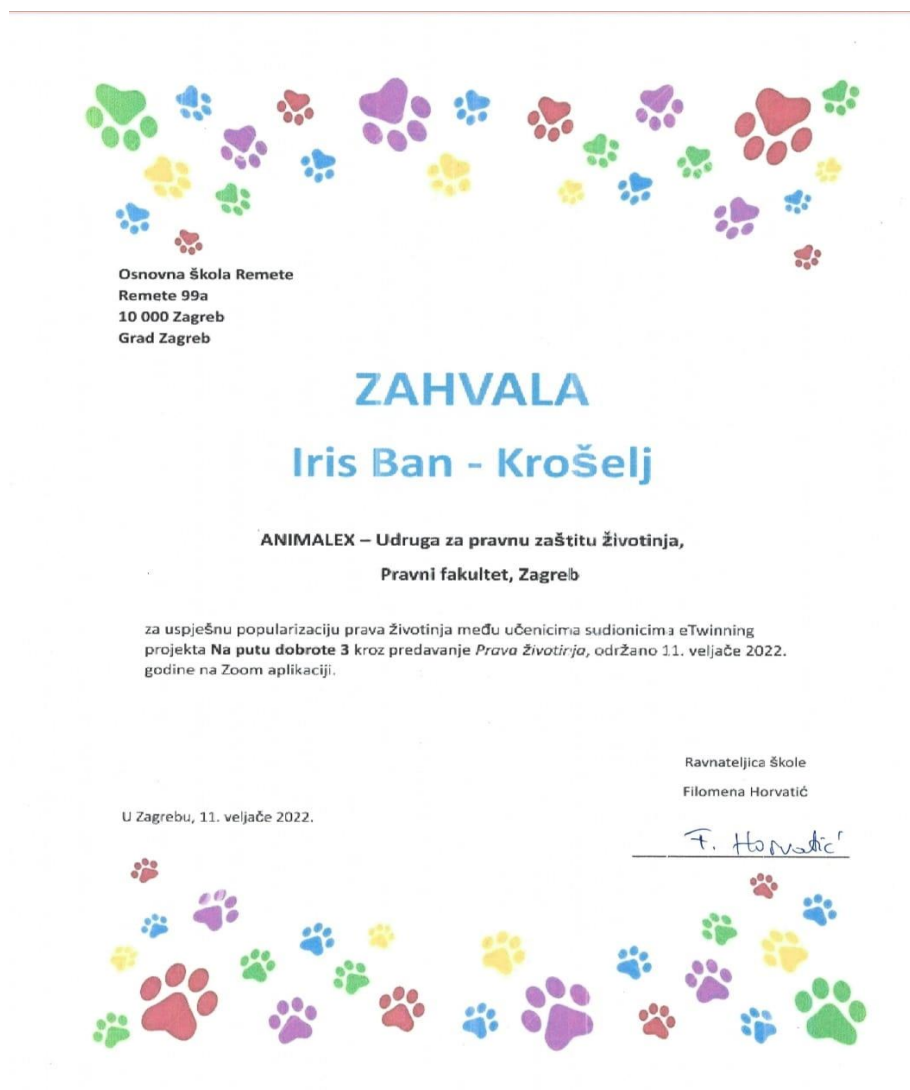 Osnovna škola Remete
Remete 99a
10 000 Zagreb
Grad Zagreb
ZAHVALA
Iris Ban - Krošelj
ANIMALEX – Udruga za pravnu zaštitu životinja,
Pravni fakultet, Zagreb
za uspješnu popularizaciju prava životinja među učenicima sudionicima eTwinning
projekta Na putu dobrote 3 kroz predavanje Prava životinja, održano 11. veljače 2022.
godine na Zoom aplikaciji.
Ravnateljica škole
Filomena Horvatić
U Zagrebu, 11. veljače 2022.
F. Horvatić